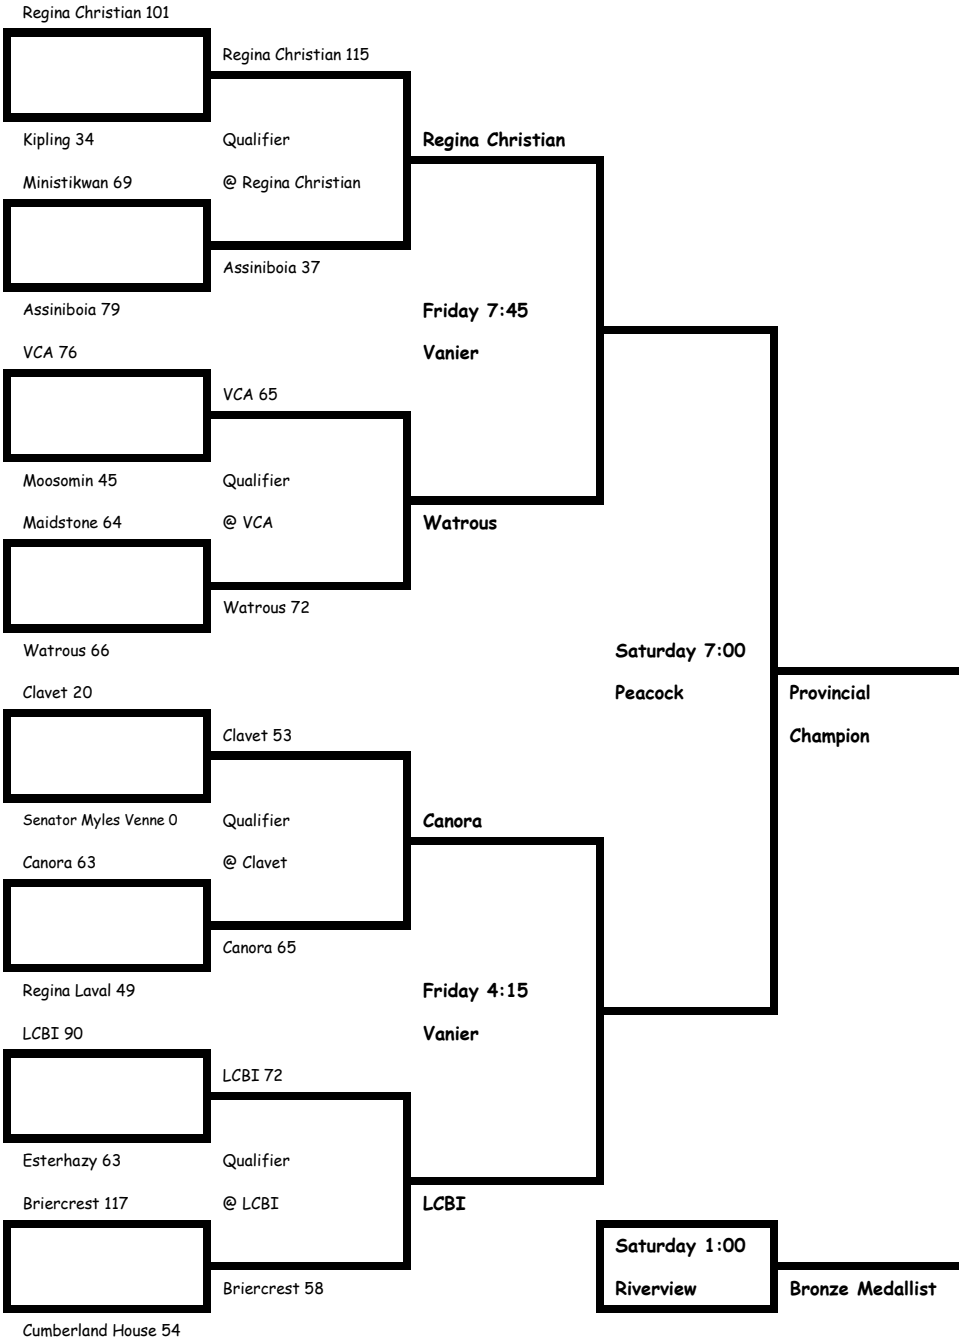 Regina Christian 101
Regina Christian 115
Kipling 34
Qualifier
Regina Christian
Ministikwan 69
@ Regina Christian
Assiniboia 37
Assiniboia 79
Friday 7:45
VCA 76
Vanier
VCA 65
Moosomin 45
Qualifier
Maidstone 64
@ VCA
Watrous
Watrous 72
Watrous 66
Saturday 7:00
Clavet 20
Peacock
Provincial
Clavet 53
Champion
Senator Myles Venne 0
Qualifier
Canora
Canora 63
@ Clavet
Canora 65
Regina Laval 49
Friday 4:15
LCBI 90
Vanier
LCBI 72
Esterhazy 63
Qualifier
Briercrest 117
@ LCBI
LCBI
Saturday 1:00
Briercrest 58
Riverview
Bronze Medallist
Cumberland House 54